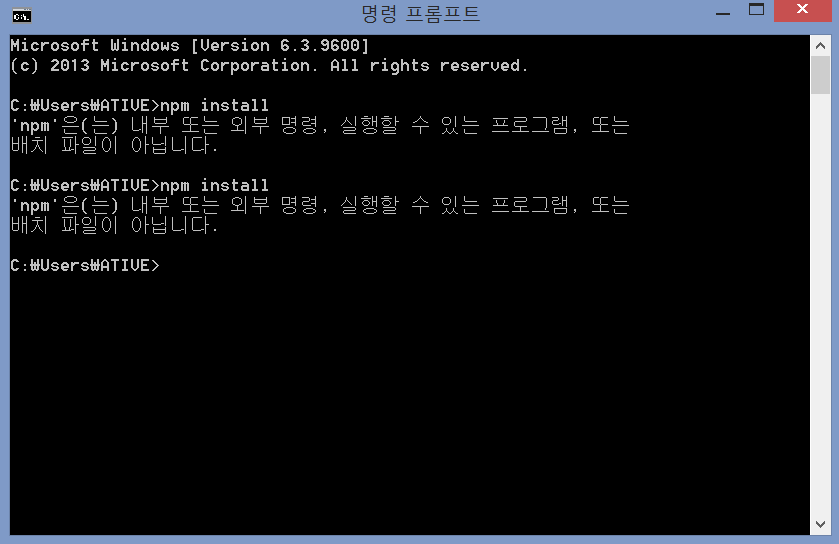 명령 프롬프트
Microsoft Windows [Version 6.3.9600]
(c) 2013 Microsoft Corporation. All rights reserved.
C:₩Users₩ATIVE>npm install
'npm'은(는) 내부 또는 외부 명령, 실행할 수 있는 프로그램, 또는
배치 파일이 아닙니다.
C:₩Users₩ATIVE>npm install
'npm'은(는) 내부 또는 외부 명령, 실행할 수 있는 프로그램, 또는
배치 파일이 아닙니다.
C:₩Users₩ATIVE>